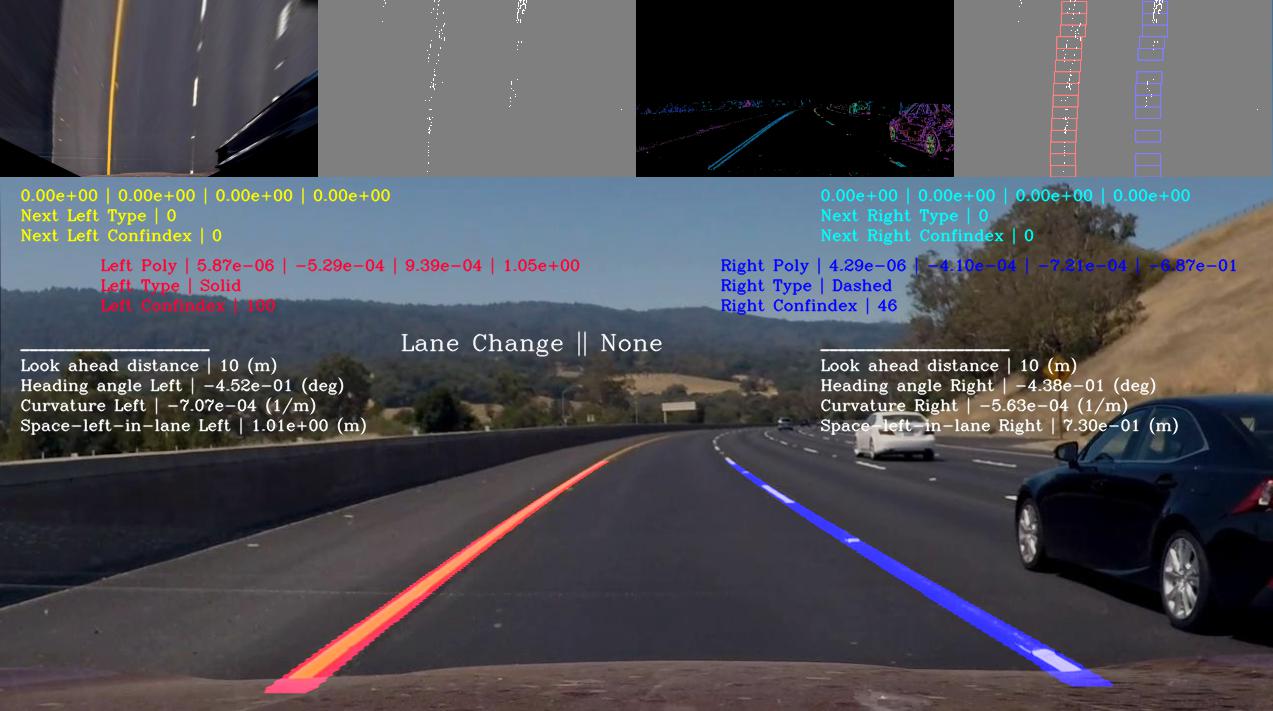 0.00e+00 | 0.00e+00 | 0.00e+00 | 0.00e+00
Next Left Type | 0
Next Left Confindex | 0
Left Poly | 5.87e-06 | -5.29e-04 | 9.39e-04 | 1.05e+00
Left Type | Solid
Left Confindex | 100
0.00e+00 | 0.00e+00 | 0.00e+00 | 0.00e+00
Next Right Type | 0
Next Right Confindex | 0
Right Poly | 4.29e-06 | -4.10e-04 | -7.21e-04 | -6.87e-01
Right Type | Dashed
Right Confindex | 46
Lane Change || None
Look ahead distance | 10 (m)
Heading angle Left | -4.52e-01 (deg)
Curvature Left | -7.07e-04 (1/m)
Space-left-in-lane Left | 1.01e+00 (m)
Look ahead distance | 10 (m)
Heading angle Right | -4.38e-01 (deg)
Curvature Right | -5.63e-04 (1/m)
Space-left-in-lane Right | 7.30e-01 (m)